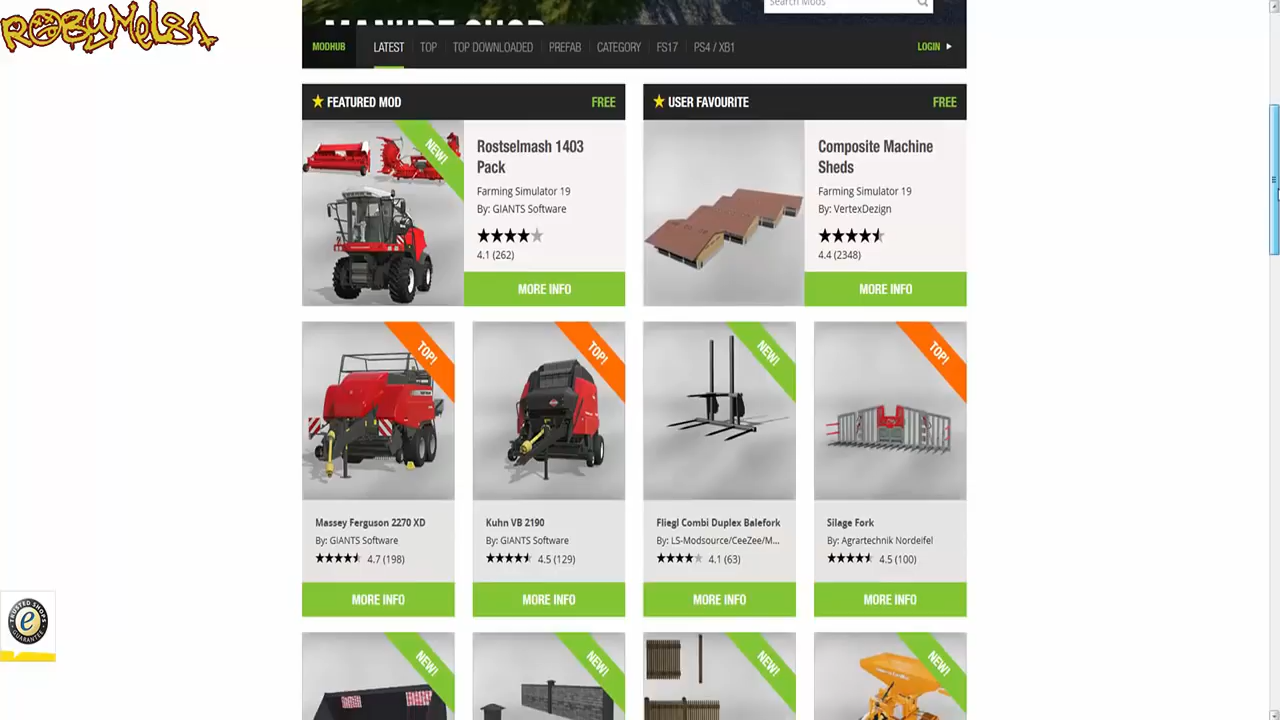 RobyMel81
MANURE SHOP
Search Mods
MODHUB
LATEST
TOP
TOP DOWNLOADED
PREFAB
CATEGORY
FS17
PS4 / XB1
LOGIN
FEATURED MOD
FREE
NEW!
Rostselmash 1403
Pack
Farming Simulator 19
By: GIANTS Software
4.1 (262)
MORE INFO
USER FAVOURITE
FREE
Composite Machine
Sheds
Farming Simulator 19
By: VertexDezign
4.4 (2348)
MORE INFO
TOP!
Massey Ferguson 2270 XD
By: GIANTS Software
4.7 (198)
MORE INFO
TOP!
Kuhn VB 2190
By: GIANTS Software
4.5 (129)
MORE INFO
NEW!
Fliegl Combi Duplex Balefork
By: LS-Modsource/CeeZee/M...
4.1 (63)
MORE INFO
TOP!
Silage Fork
By: Agrartechnik Nordeifel
4.5 (100)
MORE INFO
TRUSTED SHOPS
e
GUARANTEE
NEW!
NEW!
NEW!
NEW!